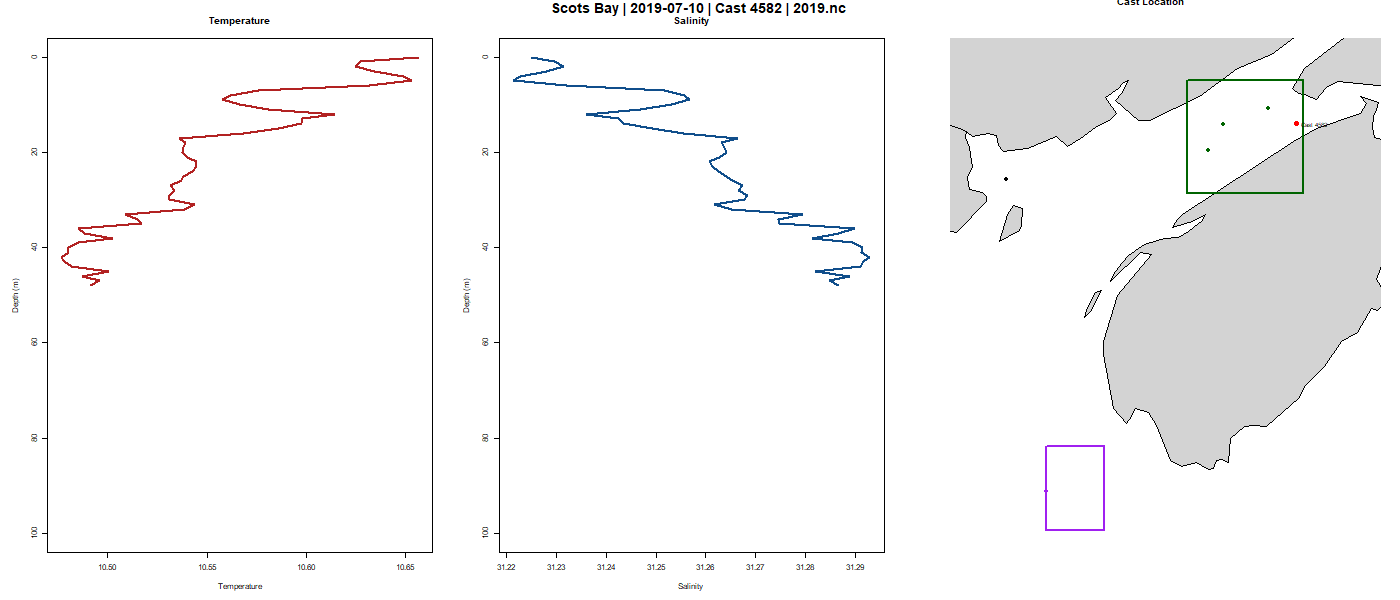 Scots Bay | 2019-07-10 | Cast 4582 | 2019.nc
Temperature
Salinity
Cast Location
0
20
40
60
80
100
Depth (m)
10.50 10.55 10.60 10.65
Temperature
0
20
40
60
80
100
Depth (m)
31.22 31.23 31.24 31.25 31.26 31.27 31.28 31.29
Salinity
Cast 4582